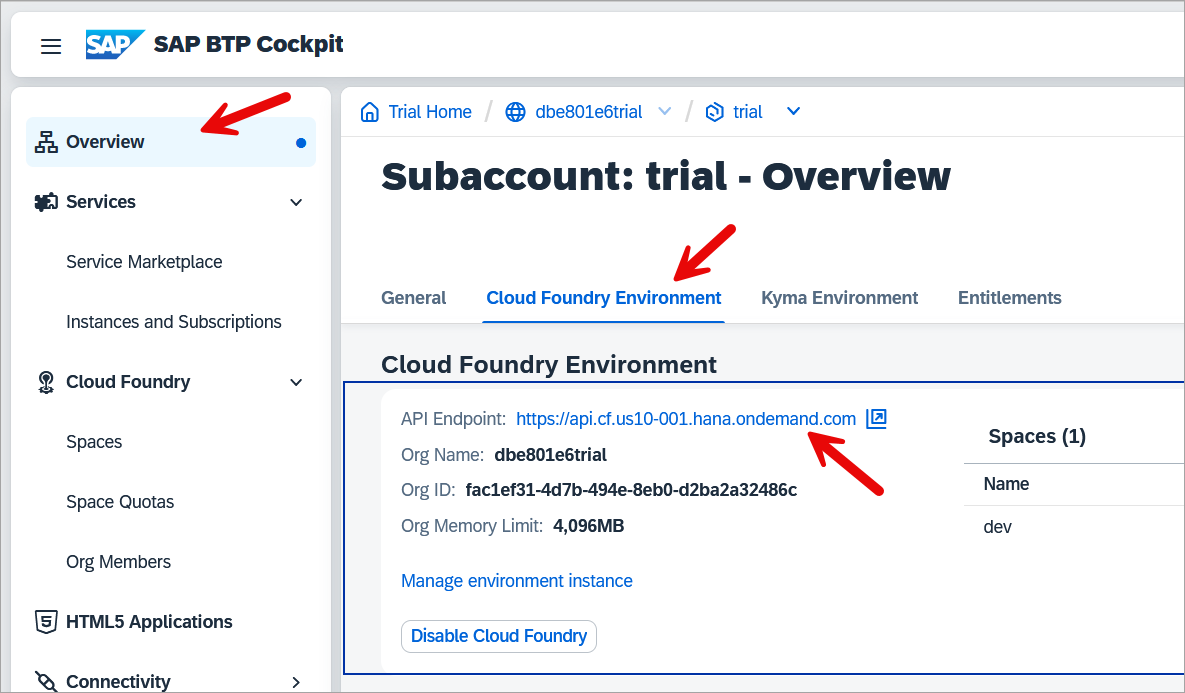 SAP SAP BTP Cockpit
Overview
Services
Service Marketplace
Instances and Subscriptions
Cloud Foundry
Spaces
Space Quotas
Org Members
HTML5 Applications
Connectivity
Trial Home / dbe801e6trial / trial
Subaccount: trial - Overview
General Cloud Foundry Environment Kyma Environment Entitlements
Cloud Foundry Environment
API Endpoint: https://api.cf.us10-001.hana.ondemand.com
Org Name: dbe801e6trial
Org ID: fac1ef31-4d7b-494e-8eb0-d2ba2a32486c
Org Memory Limit: 4,096MB
Manage environment instance
Disable Cloud Foundry
Spaces (1)
Name
dev